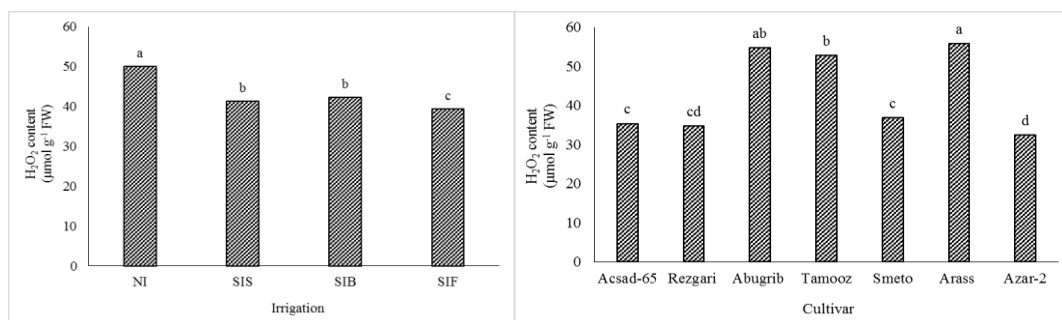 H₂O₂ content
(µmol g⁻¹ FW)
60
50
40
30
20
10
0
a
b
b
c
NI SIS SIB SIF
Irrigation
H₂O₂ content
(µmol g⁻¹ FW)
60
50
40
30
20
10
0
c
cd
ab
b
c
a
d
Acsad-65 Rezgari Abugrib Tamooz Smeto Arass Azar-2
Cultivar